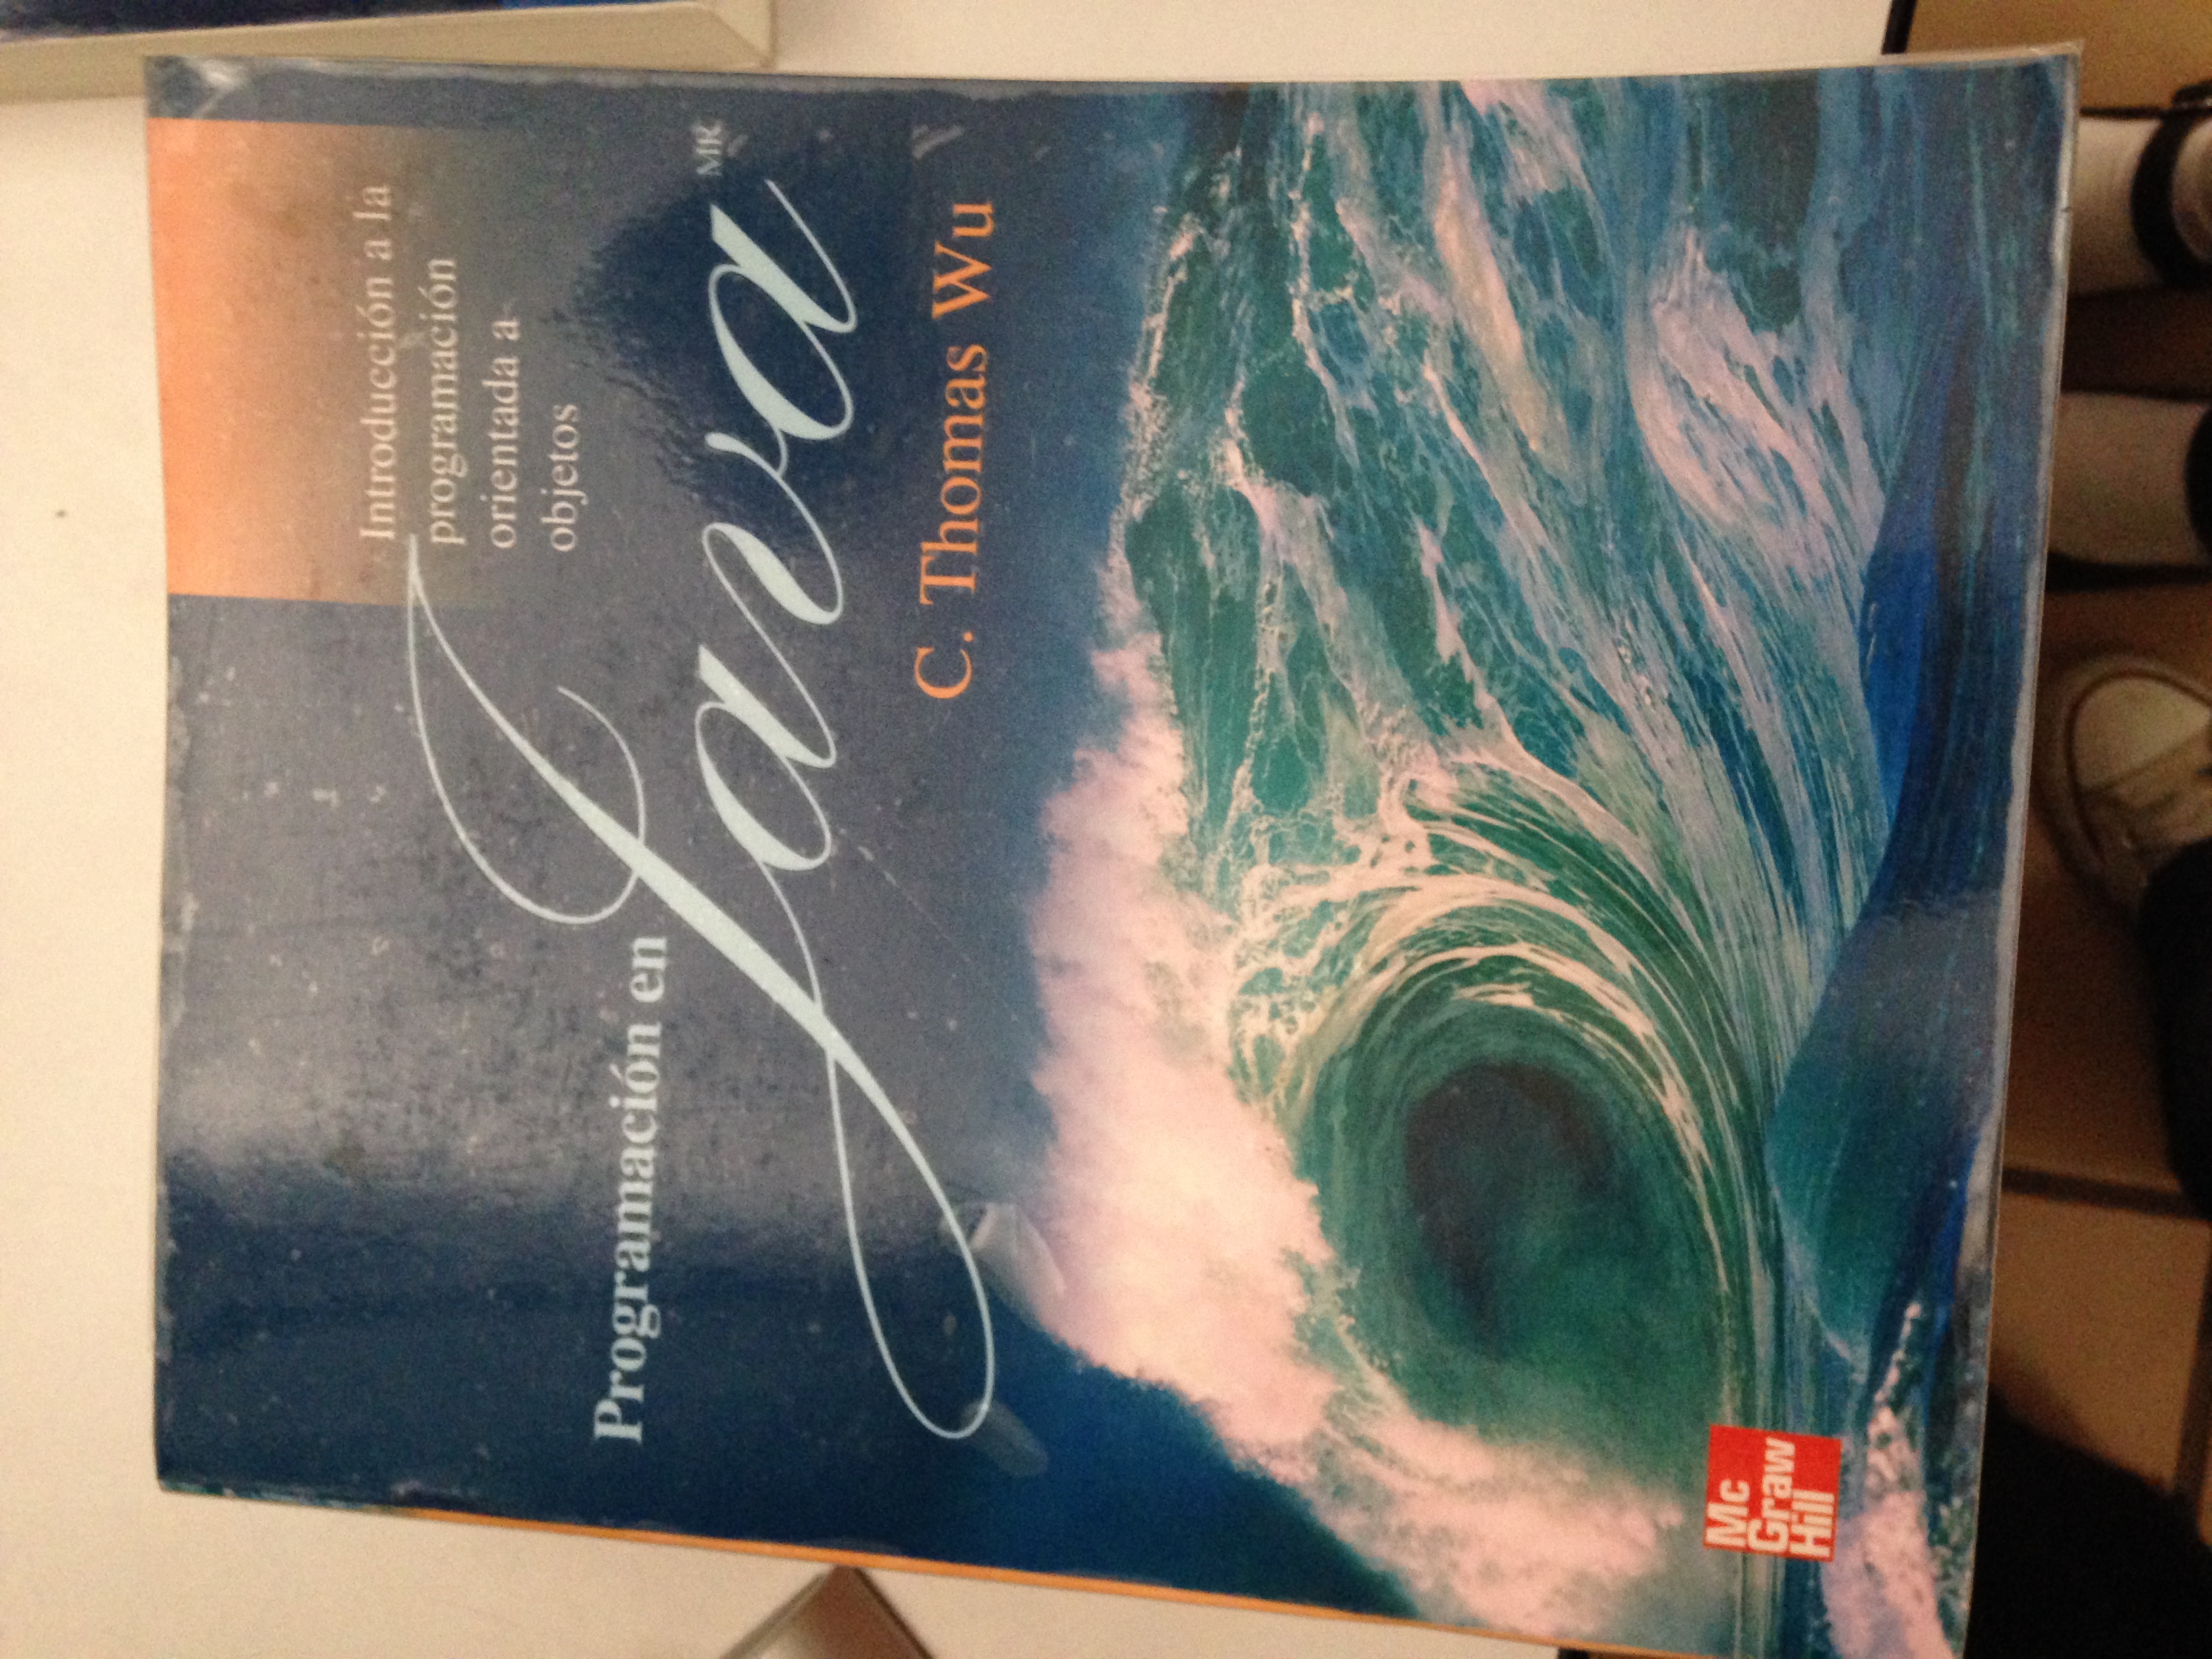 Introducción a la
programación
orientada a
objetos
Programación en
Java MR
C. Thomas Wu
Mc
Graw
Hill